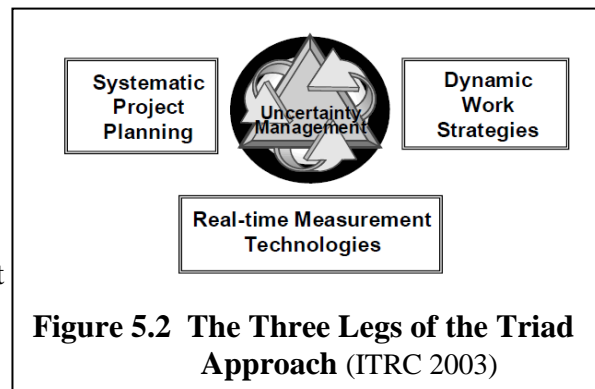 Systematic
Project
Planning
Uncertainty
Management
Dynamic
Work
Strategies
Real-time Measurement
Technologies
t
Figure 5.2 The Three Legs of the Triad
Approach (ITRC 2003)